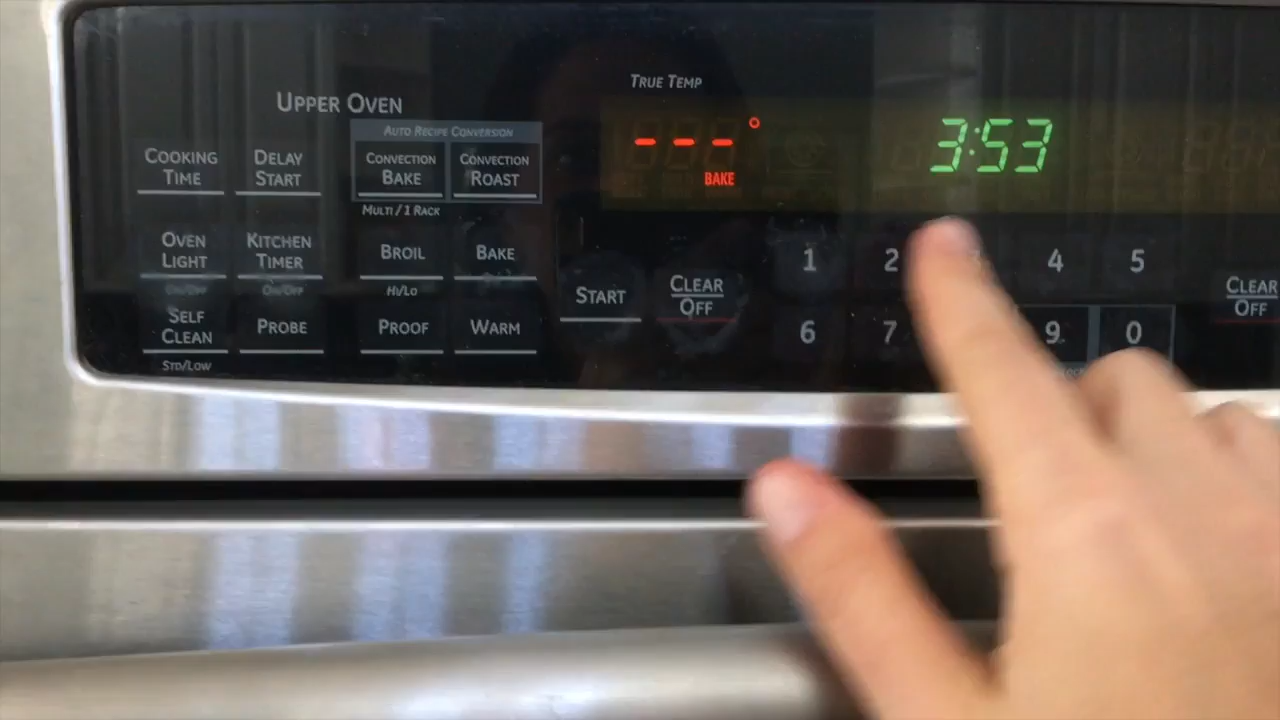 TRUE TEMP
UPPER OVEN
AUTO RECIPE CONVERSION
COOKING TIME
DELAY START
CONVECTION BAKE
CONVECTION ROAST
MULTI / 1 RACK
- - - °
BAKE
3:53
OVEN LIGHT
ON/OFF
KITCHEN TIMER
ON/OFF
BROIL
HI/LO
BAKE
START
CLEAR OFF
1 2 3 4 5
CLEAR OFF
SELF CLEAN
STD/LOW
PROBE
PROOF
WARM
6 7 9 0